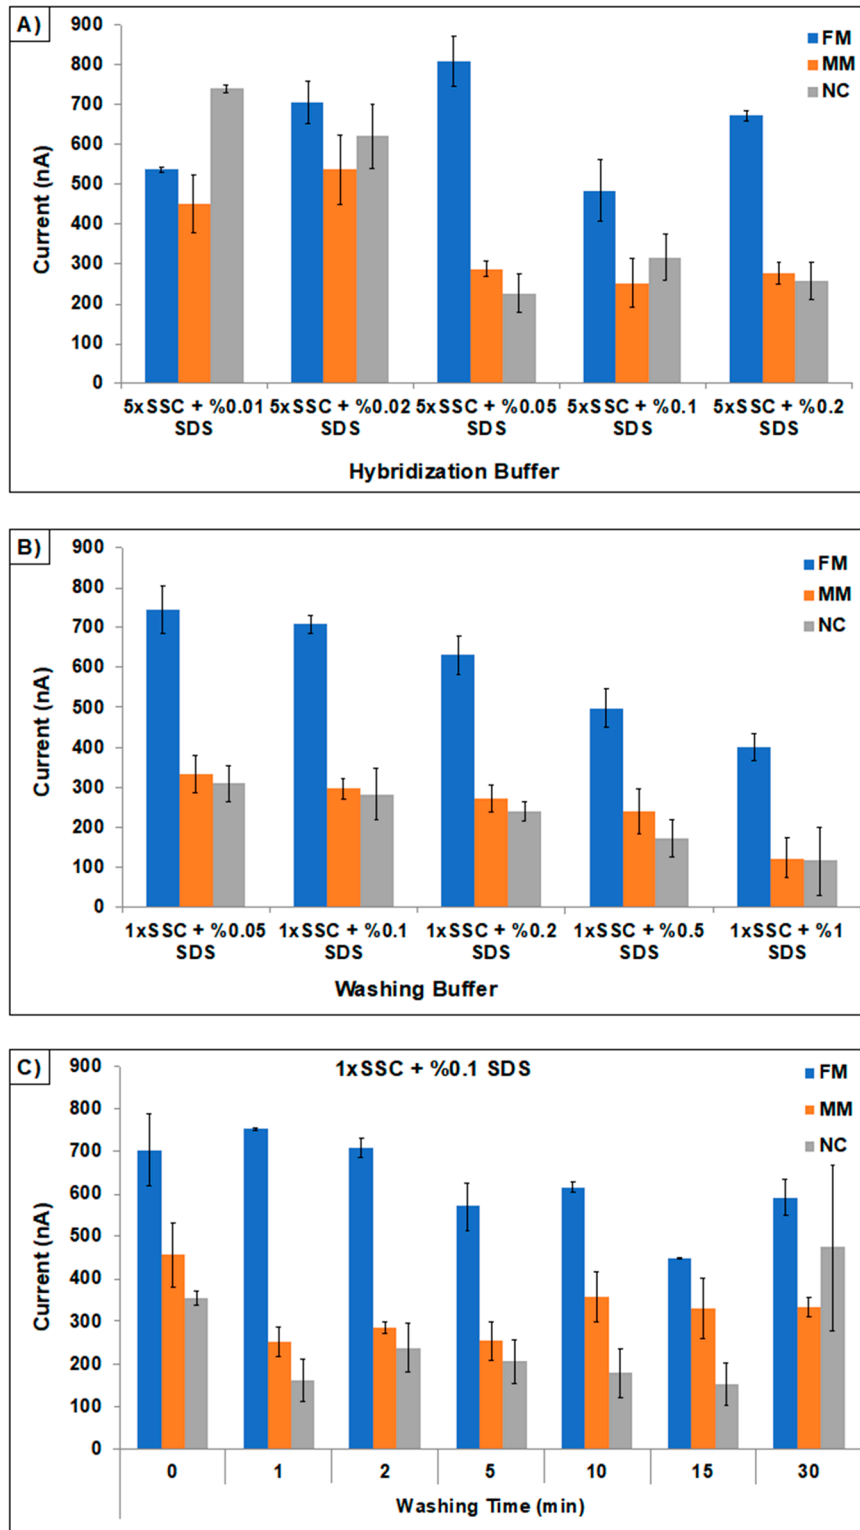 A)
900
800
700
600
500
400
300
200
100
0
Current (nA)
FM
MM
NC
5xSSC + %0.01 SDS
5xSSC + %0.02 SDS
5xSSC + %0.05 SDS
5xSSC + %0.1 SDS
5xSSC + %0.2 SDS
Hybridization Buffer
B)
900
800
700
600
500
400
300
200
100
0
Current (nA)
FM
MM
NC
1xSSC + %0.05 SDS
1xSSC + %0.1 SDS
1xSSC + %0.2 SDS
1xSSC + %0.5 SDS
1xSSC + %1 SDS
Washing Buffer
C)
1xSSC + %0.1 SDS
900
800
700
600
500
400
300
200
100
0
Current (nA)
FM
MM
NC
0 1 2 5 10 15 30
Washing Time (min)